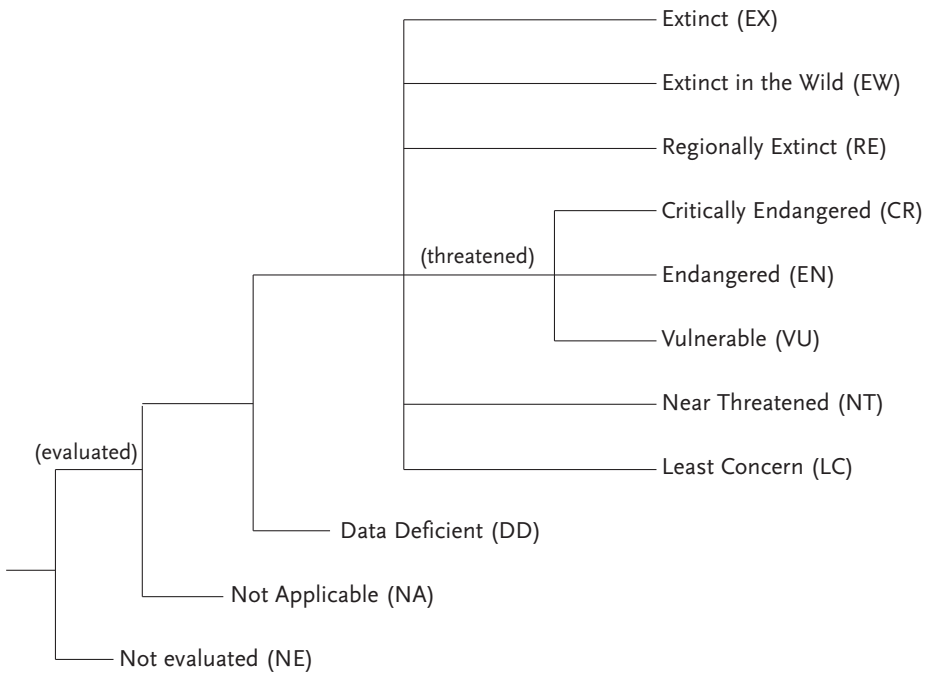 Extinct (EX)
Extinct in the Wild (EW)
Regionally Extinct (RE)
Critically Endangered (CR)
(threatened)
Endangered (EN)
Vulnerable (VU)
Near Threatened (NT)
(evaluated)
Least Concern (LC)
Data Deficient (DD)
Not Applicable (NA)
Not evaluated (NE)